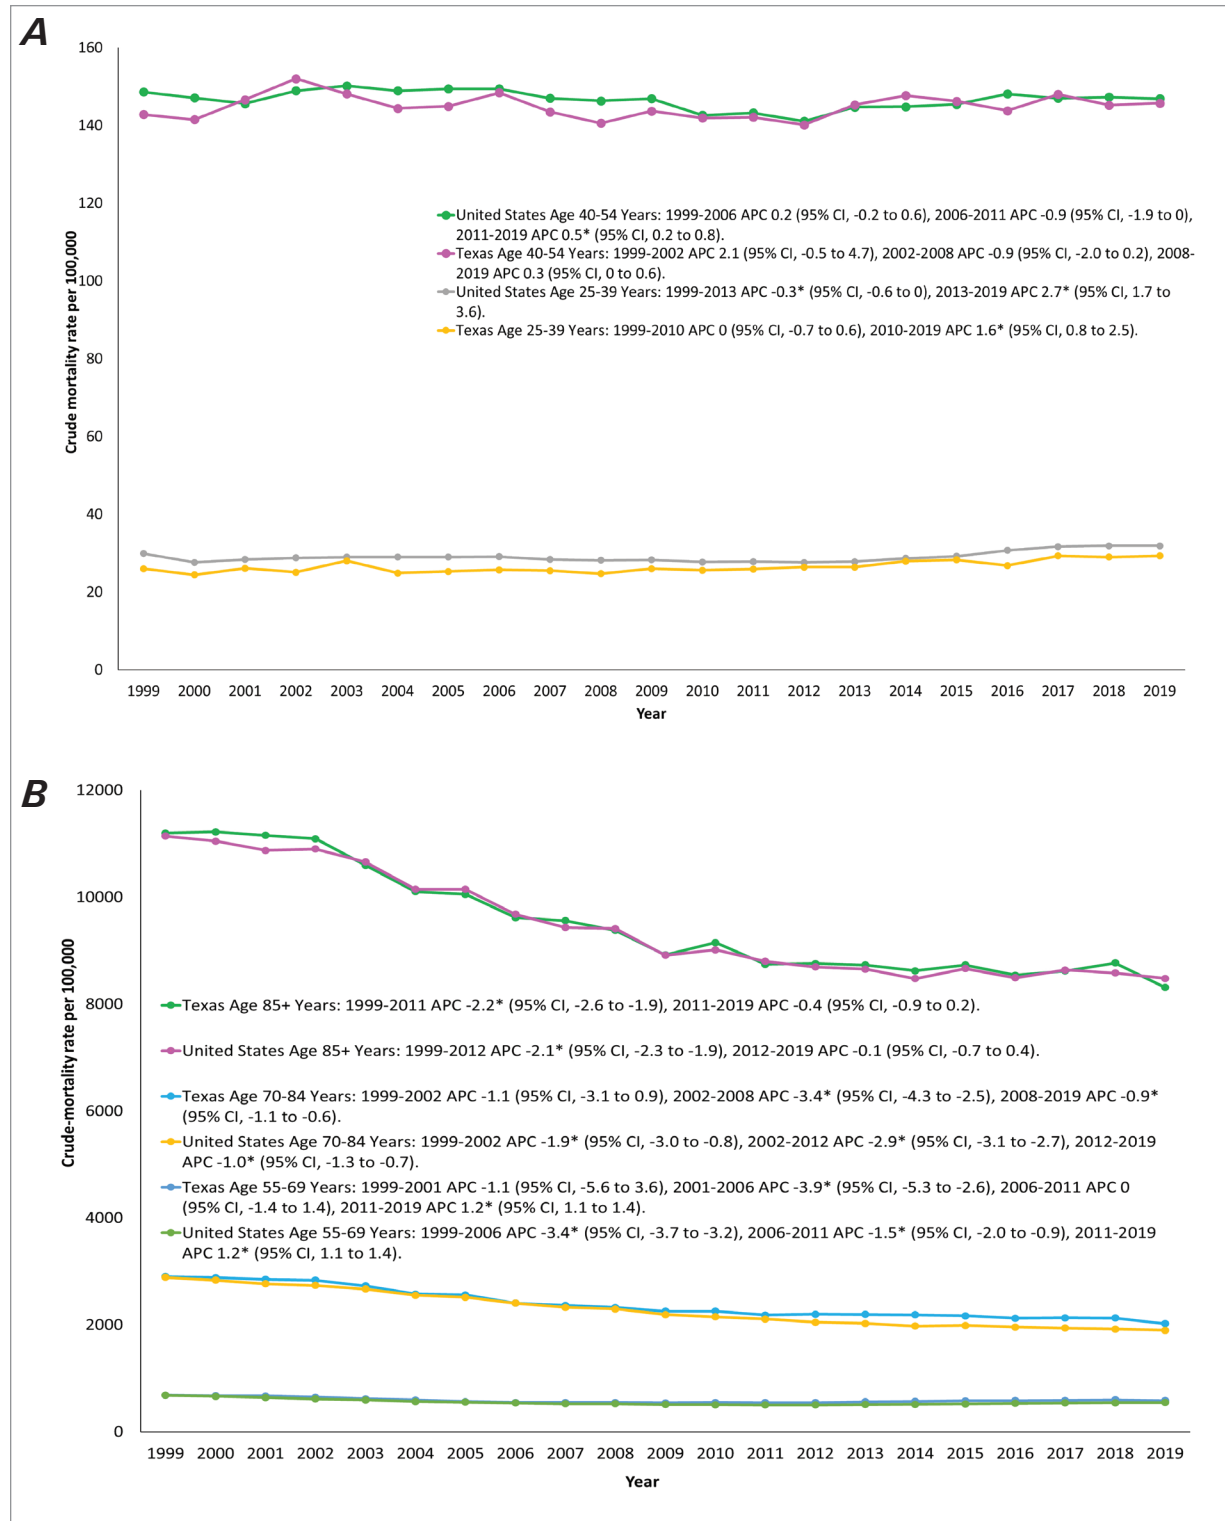 A
160
140
120
100
80
60
40
20
0
Crude mortality rate per 100,000
United States Age 40-54 Years: 1999-2006 APC 0.2 (95% CI, -0.2 to 0.6), 2006-2011 APC -0.9 (95% CI, -1.9 to 0),
2011-2019 APC 0.5* (95% CI, 0.2 to 0.8).
Texas Age 40-54 Years: 1999-2002 APC 2.1 (95% CI, -0.5 to 4.7), 2002-2008 APC -0.9 (95% CI, -2.0 to 0.2), 2008-
2019 APC 0.3 (95% CI, 0 to 0.6).
United States Age 25-39 Years: 1999-2013 APC -0.3* (95% CI, -0.6 to 0), 2013-2019 APC 2.7* (95% CI, 1.7 to
3.6).
Texas Age 25-39 Years: 1999-2010 APC 0 (95% CI, -0.7 to 0.6), 2010-2019 APC 1.6* (95% CI, 0.8 to 2.5).
1999 2000 2001 2002 2003 2004 2005 2006 2007 2008 2009 2010 2011 2012 2013 2014 2015 2016 2017 2018 2019
Year
B
12000
10000
8000
6000
4000
2000
0
Crude-mortality rate per 100,000
Texas Age 85+ Years: 1999-2011 APC -2.2* (95% CI, -2.6 to -1.9), 2011-2019 APC -0.4 (95% CI, -0.9 to 0.2).
United States Age 85+ Years: 1999-2012 APC -2.1* (95% CI, -2.3 to -1.9), 2012-2019 APC -0.1 (95% CI, -0.7 to 0.4).
Texas Age 70-84 Years: 1999-2002 APC -1.1 (95% CI, -3.1 to 0.9), 2002-2008 APC -3.4* (95% CI, -4.3 to -2.5), 2008-2019 APC -0.9*
(95% CI, -1.1 to -0.6).
United States Age 70-84 Years: 1999-2002 APC -1.9* (95% CI, -3.0 to -0.8), 2002-2012 APC -2.9* (95% CI, -3.1 to -2.7), 2012-2019
APC -1.0* (95% CI, -1.3 to -0.7).
Texas Age 55-69 Years: 1999-2001 APC -1.1 (95% CI, -5.6 to 3.6), 2001-2006 APC -3.9* (95% CI, -5.3 to -2.6), 2006-2011 APC 0
(95% CI, -1.4 to 1.4), 2011-2019 APC 1.2* (95% CI, 1.1 to 1.4).
United States Age 55-69 Years: 1999-2006 APC -3.4* (95% CI, -3.7 to -3.2), 2006-2011 APC -1.5* (95% CI, -2.0 to -0.9), 2011-2019
APC 1.2* (95% CI, 1.1 to 1.4).
1999 2000 2001 2002 2003 2004 2005 2006 2007 2008 2009 2010 2011 2012 2013 2014 2015 2016 2017 2018 2019
Year